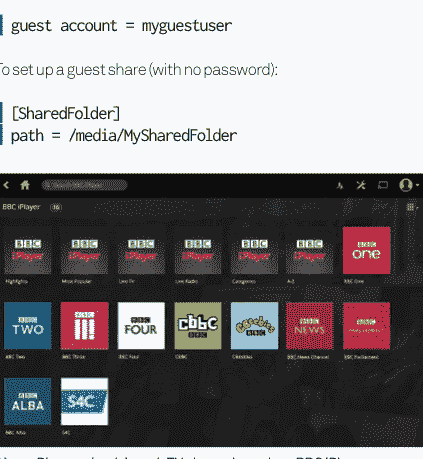 guest account = myguestuser
To set up a guest share (with no password):
[SharedFolder]
path = /media/MySharedFolder
BBC iPlayer 16
BBC iPlayer BBC iPlayer BBC iPlayer BBC iPlayer BBC iPlayer BBC iPlayer BBC one
Highlights Most Popular Live TV Live Radio Categories A-Z BBC One
BBC TWO BBC III BBC FOUR cbbc Cbeebies BBC NEWS BBC
BBC Two BBC Three BBC Four CBBC CBeebies BBC News Channel BBC Parliament
BBC ALBA S4C
BBC Alba S4C